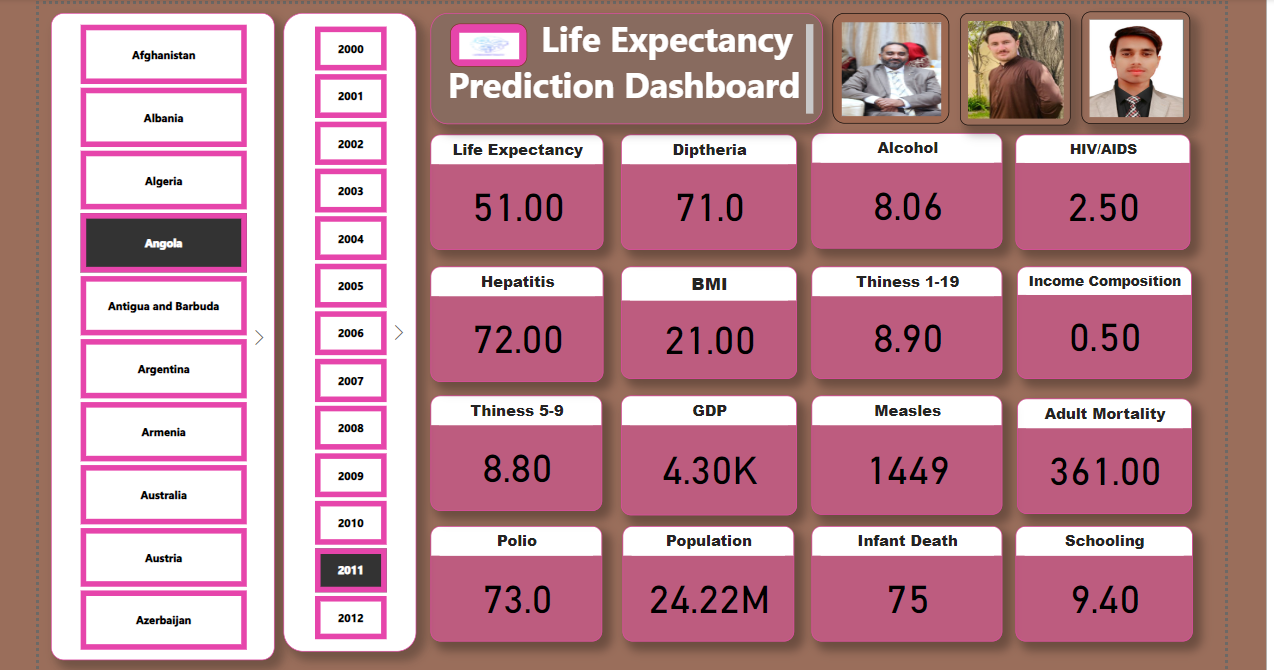 Afghanistan
Albania
Algeria
Angola
Antigua and Barbuda
Argentina
Armenia
Australia
Austria
Azerbaijan
2000
2001
2002
2003
2004
2005
2006
2007
2008
2009
2010
2011
2012
Life Expectancy
Prediction Dashboard
Life Expectancy
51.00
Diptheria
71.0
Alcohol
8.06
HIV/AIDS
2.50
Hepatitis
72.00
BMI
21.00
Thiness 1-19
8.90
Income Composition
0.50
Thiness 5-9
8.80
GDP
4.30K
Measles
1449
Adult Mortality
361.00
Polio
73.0
Population
24.22M
Infant Death
75
Schooling
9.40